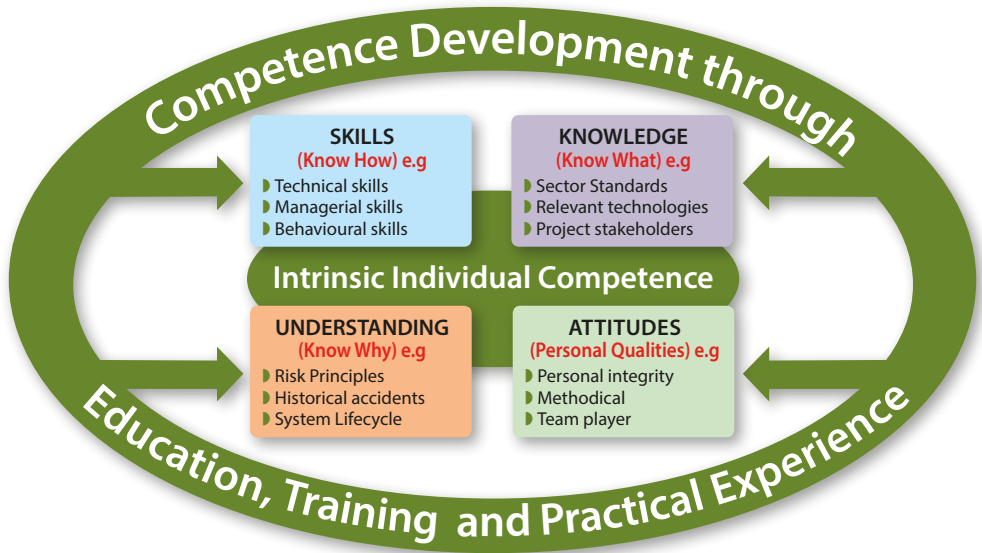 Competence Development through
SKILLS
(Know How) e.g
Technical skills
Managerial skills
Behavioural skills
KNOWLEDGE
(Know What) e.g
Sector Standards
Relevant technologies
Project stakeholders
Intrinsic Individual Competence
UNDERSTANDING
(Know Why) e.g
Risk Principles
Historical accidents
System Lifecycle
ATTITUDES
(Personal Qualities) e.g
Personal integrity
Methodical
Team player
Education, Training and Practical Experience